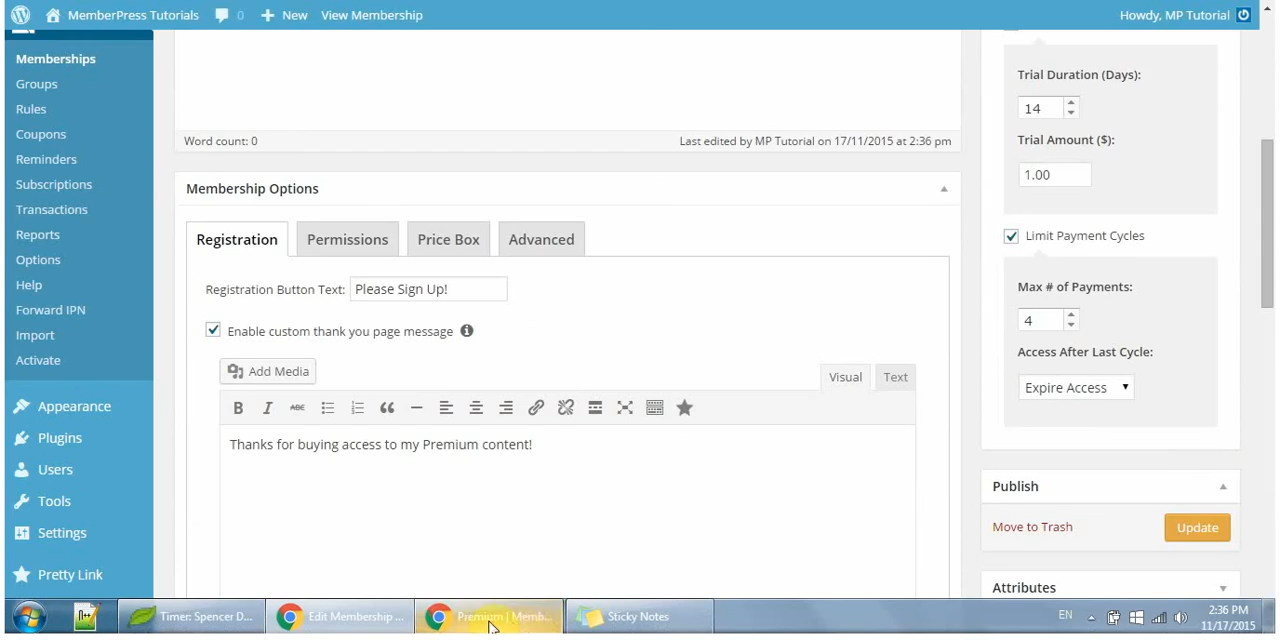 MemberPress Tutorials 0 New View Membership Howdy, MP Tutorial
Memberships
Groups
Rules
Coupons
Reminders
Subscriptions
Transactions
Reports
Options
Help
Forward IPN
Import
Activate
Appearance
Plugins
Users
Tools
Settings
Pretty Link
Word count: 0 Last edited by MP Tutorial on 17/11/2015 at 2:36 pm
Membership Options
Registration Permissions Price Box Advanced
Registration Button Text: Please Sign Up!
Enable custom thank you page message
Add Media Visual Text
B I ABC
Thanks for buying access to my Premium content!
Trial Duration (Days):
14
Trial Amount ($):
1.00
Limit Payment Cycles
Max # of Payments:
4
Access After Last Cycle:
Expire Access
Publish
Move to Trash Update
Attributes
Timer: Spencer D... Edit Membership ... Premium | Memb... Sticky Notes EN 2:36 PM
11/17/2015